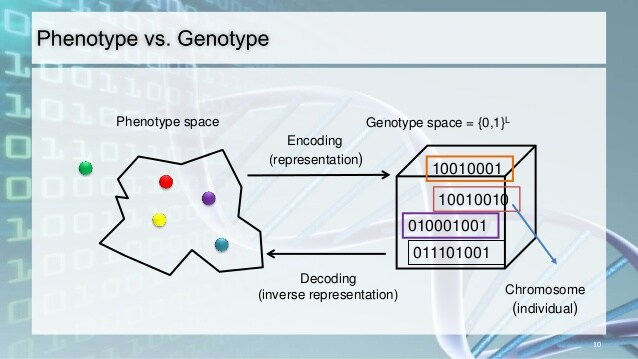 Phenotype vs. Genotype
Phenotype space
Genotype space = {0,1}ᴸ
Encoding
(representation)
10010001
10010010
010001001
011101001
Decoding
(inverse representation)
Chromosome
(individual)
10